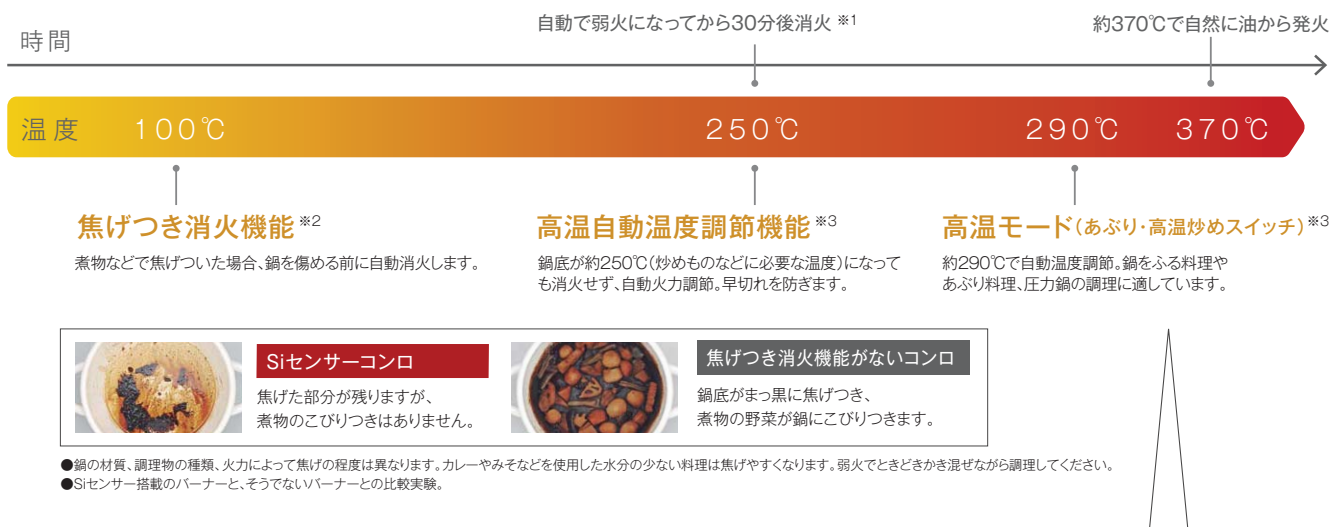 自動で弱火になってから30分後消火 ※1
約370℃で自然に油から発火
時間
温度 100℃ 250℃ 290℃ 370℃
焦げつき消火機能 ※2
煮物などで焦げついた場合、鍋を傷める前に自動消火します。
高温自動温度調節機能 ※3
鍋底が約250℃(炒めものなどに必要な温度)になって
も消火せず、自動火力調節。早切れを防ぎます。
高温モード(あぶり・高温炒めスイッチ) ※3
約290℃で自動温度調節。鍋をふる料理や
あぶり料理、圧力鍋の調理に適しています。
Siセンサーコンロ
焦げた部分が残りますが、
煮物のこびりつきはありません。
焦げつき消火機能がないコンロ
鍋底がまっ黒に焦げつき、
煮物の野菜が鍋にこびりつきます。
●鍋の材質、調理物の種類、火力によって焦げの程度は異なります。カレーやみそなどを使用した水分の少ない料理は焦げやすくなります。弱火でときどきかき混ぜながら調理してください。
●Siセンサー搭載のバーナーと、そうでないバーナーとの比較実験。